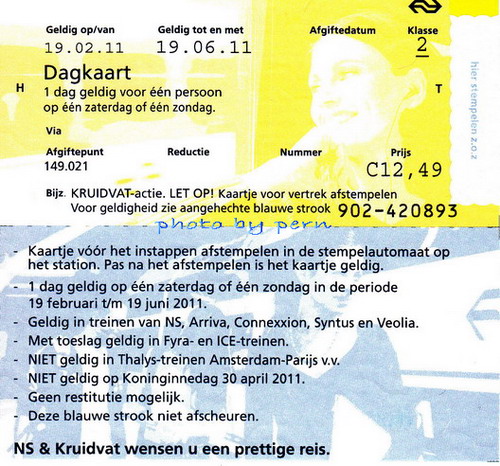 Geldig op/van Geldig tot en met Afgiftedatum Klasse
19.02.11 19.06.11 2
H Dagkaart T
1 dag geldig voor één persoon
op één zaterdag of één zondag.
hier stempelen z.o.z
Via
Afgiftepunt Reductie Nummer Prijs
149.021 C12,49
Bijz. KRUIDVAT-actie. LET OP! Kaartje voor vertrek afstempelen
Voor geldigheid zie aangehechte blauwe strook 902-420893
photo by pern
- Kaartje vóór het instappen afstempelen in de stempelautomaat op
het station. Pas na het afstempelen is het kaartje geldig.
- 1 dag geldig op één zaterdag of één zondag in de periode
19 februari t/m 19 juni 2011.
- Geldig in treinen van NS, Arriva, Connexxion, Syntus en Veolia.
- Met toeslag geldig in Fyra- en ICE-treinen.
- NIET geldig in Thalys-treinen Amsterdam-Parijs v.v.
- NIET geldig op Koninginnedag 30 april 2011.
- Geen restitutie mogelijk.
- Deze blauwe strook niet afscheuren.
NS & Kruidvat wensen u een prettige reis.